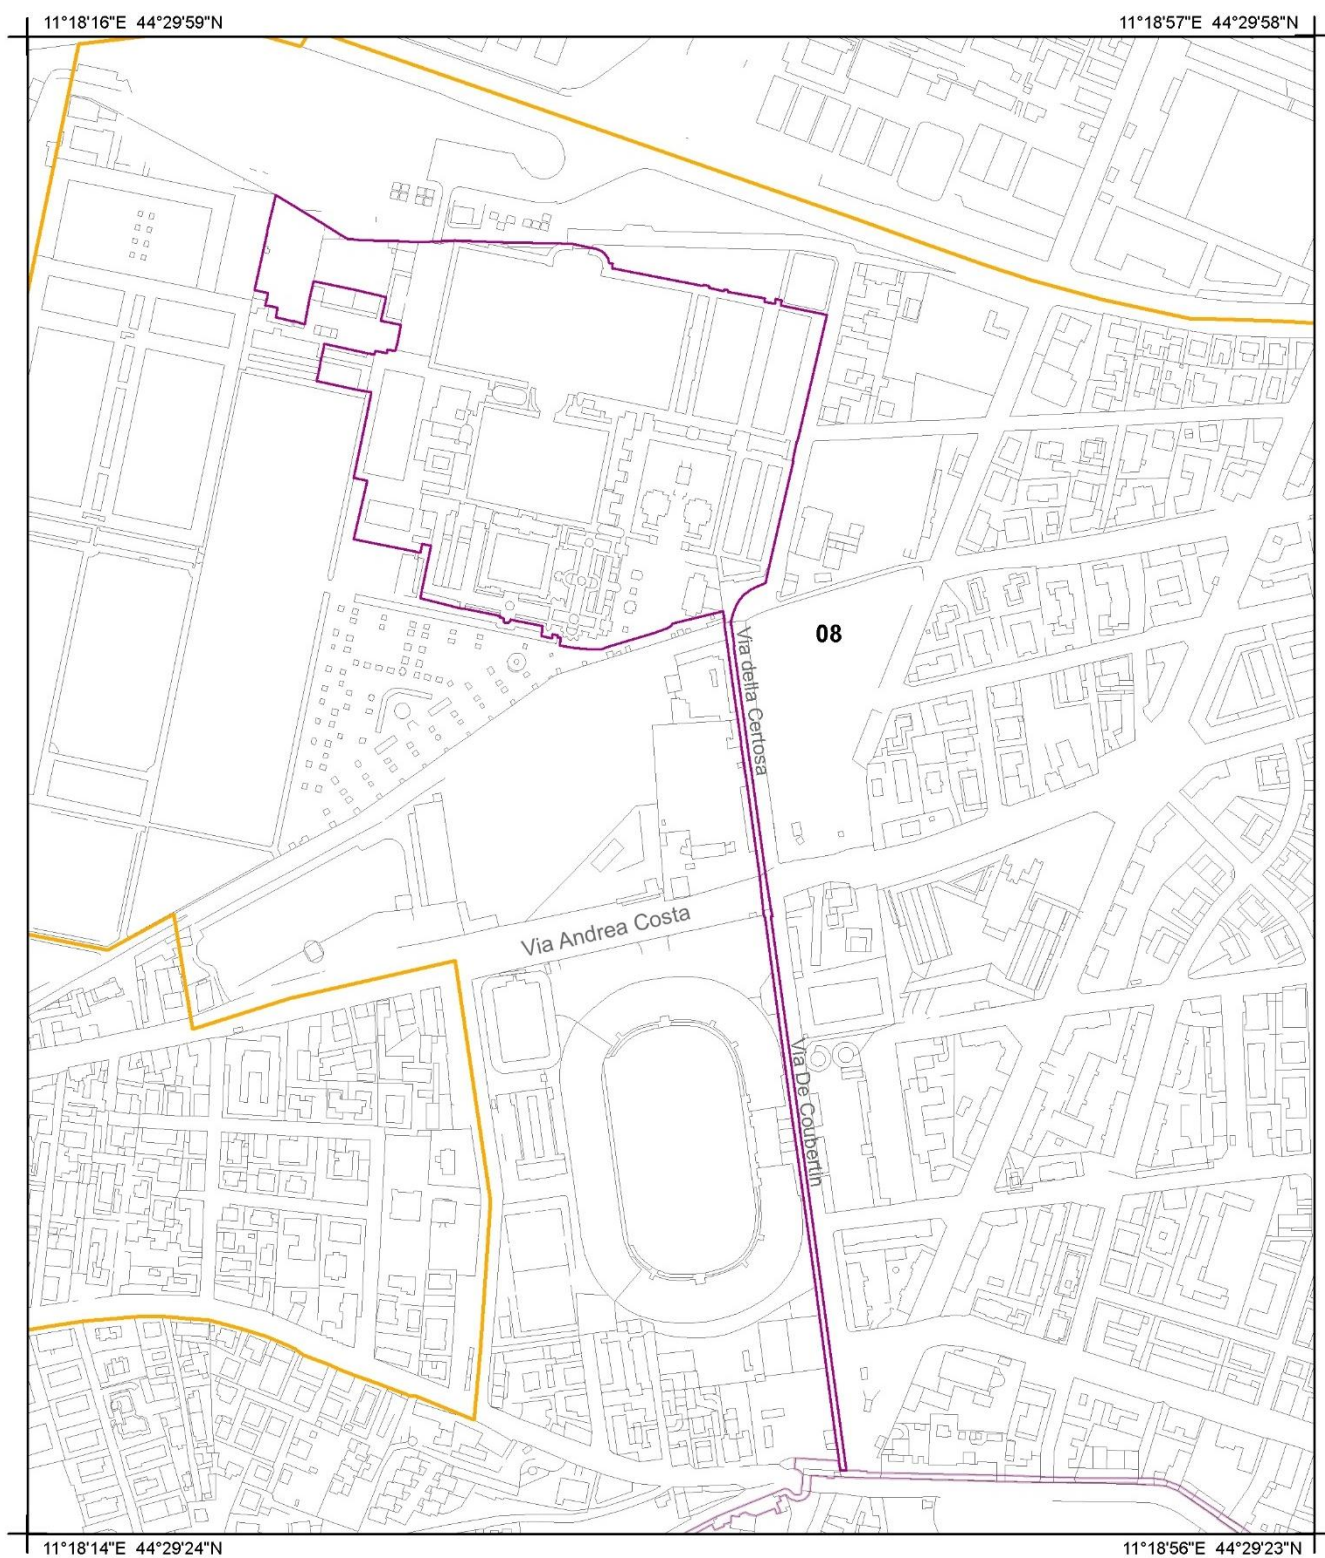 11°18'16"E 44°29'59"N
11°18'57"E 44°29'58"N
08
Via della Certosa
Via Andrea Costa
Via De Coubertin
11°18'14"E 44°29'24"N
11°18'56"E 44°29'23"N